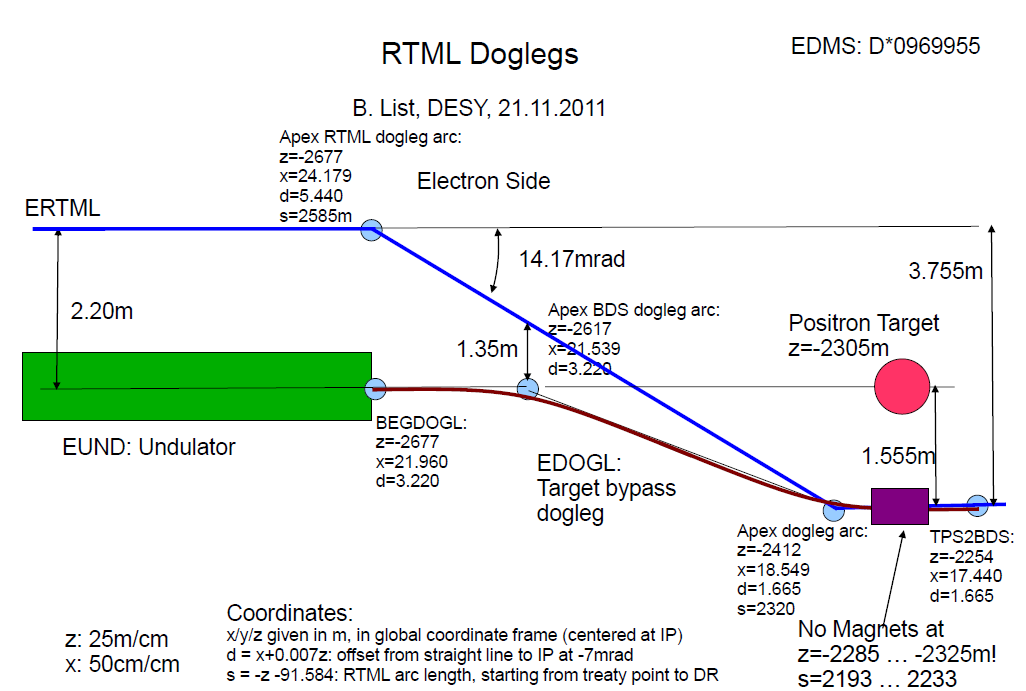 RTML Doglegs
EDMS: D*0969955
B. List, DESY, 21.11.2011
Apex RTML dogleg arc:
z=-2677
x=24.179
d=5.440
s=2585m
Electron Side
ERTML
14.17mrad
3.755m
2.20m
Apex BDS dogleg arc:
z=-2617
x=21.539
d=3.220
1.35m
Positron Target
z=-2305m
BEGDOGL:
z=-2677
x=21.960
d=3.220
EUND: Undulator
1.555m
EDOGL:
Target bypass
dogleg
Apex dogleg arc:
z=-2412
x=18.549
d=1.665
s=2320
TPS2BDS:
z=-2254
x=17.440
d=1.665
No Magnets at
z=-2285 ... -2325m!
s=2193 ... 2233
Coordinates:
x/y/z given in m, in global coordinate frame (centered at IP)
d = x+0.007z: offset from straight line to IP at -7mrad
s = -z -91.584: RTML arc length, starting from treaty point to DR
z: 25m/cm
x: 50cm/cm